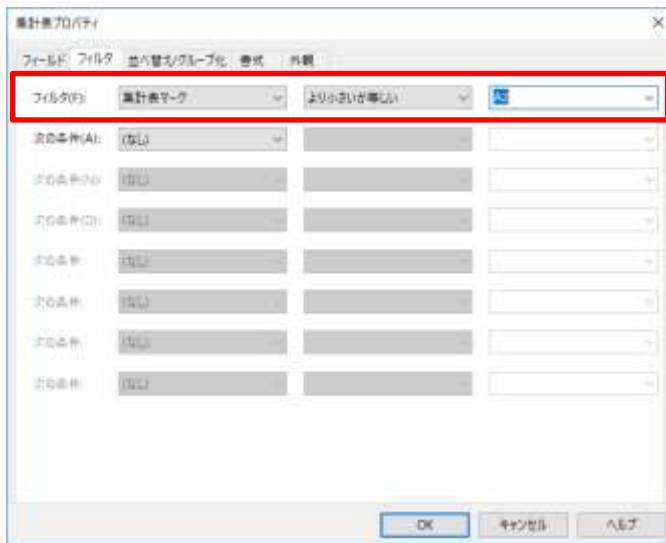 集計表プロパティ
フィールド フィルタ 並べ替え/グループ化 書式 外観
フィルタ(F): 集計表マーク より小さいか等しい
次の条件(A): (なし)
次の条件(N): (なし)
次の条件(D): (なし)
次の条件: (なし)
次の条件: (なし)
次の条件: (なし)
次の条件: (なし)
OK キャンセル ヘルプ